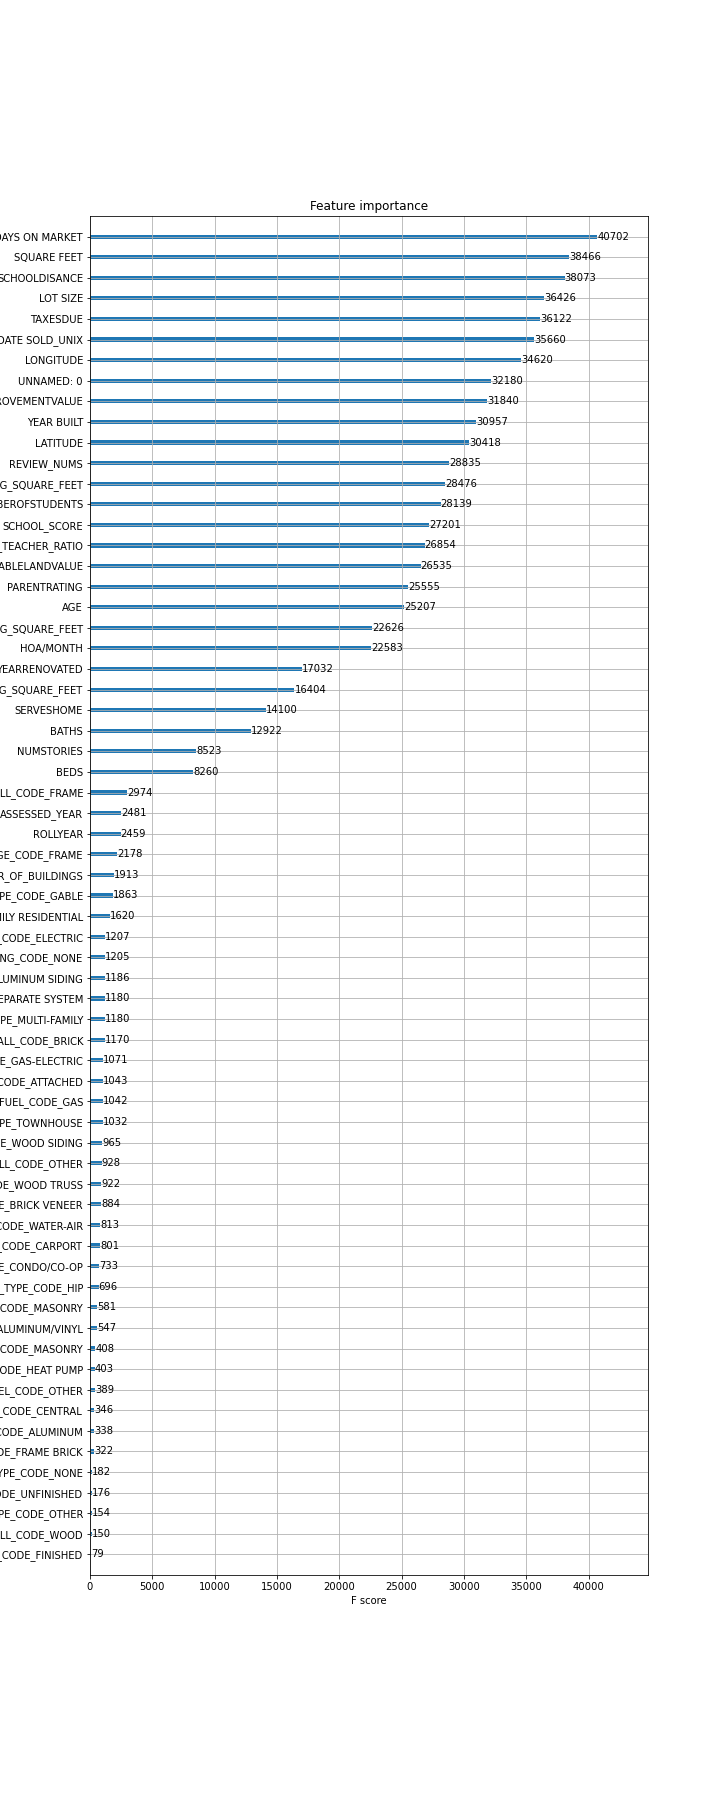 Feature importance
DAYS ON MARKET 40702
SQUARE FEET 38466
SCHOOLDISANCE 38073
LOT SIZE 36426
TAXESDUE 36122
DATE SOLD_UNIX 35660
LONGITUDE 34620
UNNAMED: 0 32180
ROVEMENTVALUE 31840
YEAR BUILT 30957
LATITUDE 30418
REVIEW_NUMS 28835
G_SQUARE_FEET 28476
BEROFSTUDENTS 28139
SCHOOL_SCORE 27201
_TEACHER_RATIO 26854
ABLELANDVALUE 26535
PARENTRATING 25555
AGE 25207
G_SQUARE_FEET 22626
HOA/MONTH 22583
YEARRENOVATED 17032
G_SQUARE_FEET 16404
SERVESHOME 14100
BATHS 12922
NUMSTORIES 8523
BEDS 8260
LL_CODE_FRAME 2974
ASSESSED_YEAR 2481
ROLLYEAR 2459
GE_CODE_FRAME 2178
R_OF_BUILDINGS 1913
PE_CODE_GABLE 1863
MILY RESIDENTIAL 1620
_CODE_ELECTRIC 1207
NG_CODE_NONE 1205
LUMINUM SIDING 1186
EPARATE SYSTEM 1180
PE_MULTI-FAMILY 1180
ALL_CODE_BRICK 1170
E_GAS-ELECTRIC 1071
CODE_ATTACHED 1043
FUEL_CODE_GAS 1042
PE_TOWNHOUSE 1032
E_WOOD SIDING 965
LL_CODE_OTHER 928
DE_WOOD TRUSS 922
E_BRICK VENEER 884
CODE_WATER-AIR 813
_CODE_CARPORT 801
E_CONDO/CO-OP 733
_TYPE_CODE_HIP 696
CODE_MASONRY 581
ALUMINUM/VINYL 547
CODE_MASONRY 408
ODE_HEAT PUMP 403
EL_CODE_OTHER 389
_CODE_CENTRAL 346
CODE_ALUMINUM 338
DE_FRAME BRICK 322
YPE_CODE_NONE 182
ODE_UNFINISHED 176
PE_CODE_OTHER 154
LL_CODE_WOOD 150
_CODE_FINISHED 79
0 5000 10000 15000 20000 25000 30000 35000 40000
F score